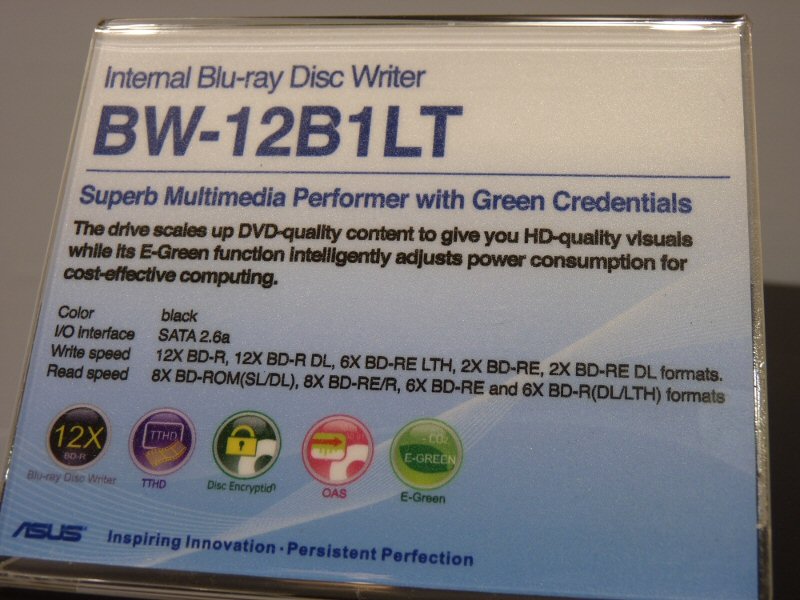 Internal Blu-ray Disc Writer
BW-12B1LT
Superb Multimedia Performer with Green Credentials
The drive scales up DVD-quality content to give you HD-quality visuals
while its E-Green function intelligently adjusts power consumption for
cost-effective computing.
Color black
I/O interface SATA 2.6a
Write speed 12X BD-R, 12X BD-R DL, 6X BD-RE LTH, 2X BD-RE, 2X BD-RE DL formats.
Read speed 8X BD-ROM(SL/DL), 8X BD-RE/R, 6X BD-RE and 6X BD-R(DL/LTH) formats
12X
BD-R
TTHD
-CO2
E-GREEN
Blu-ray Disc Writer
TTHD
Disc Encryption
OAS
E-Green
ASUS Inspiring Innovation · Persistent Perfection